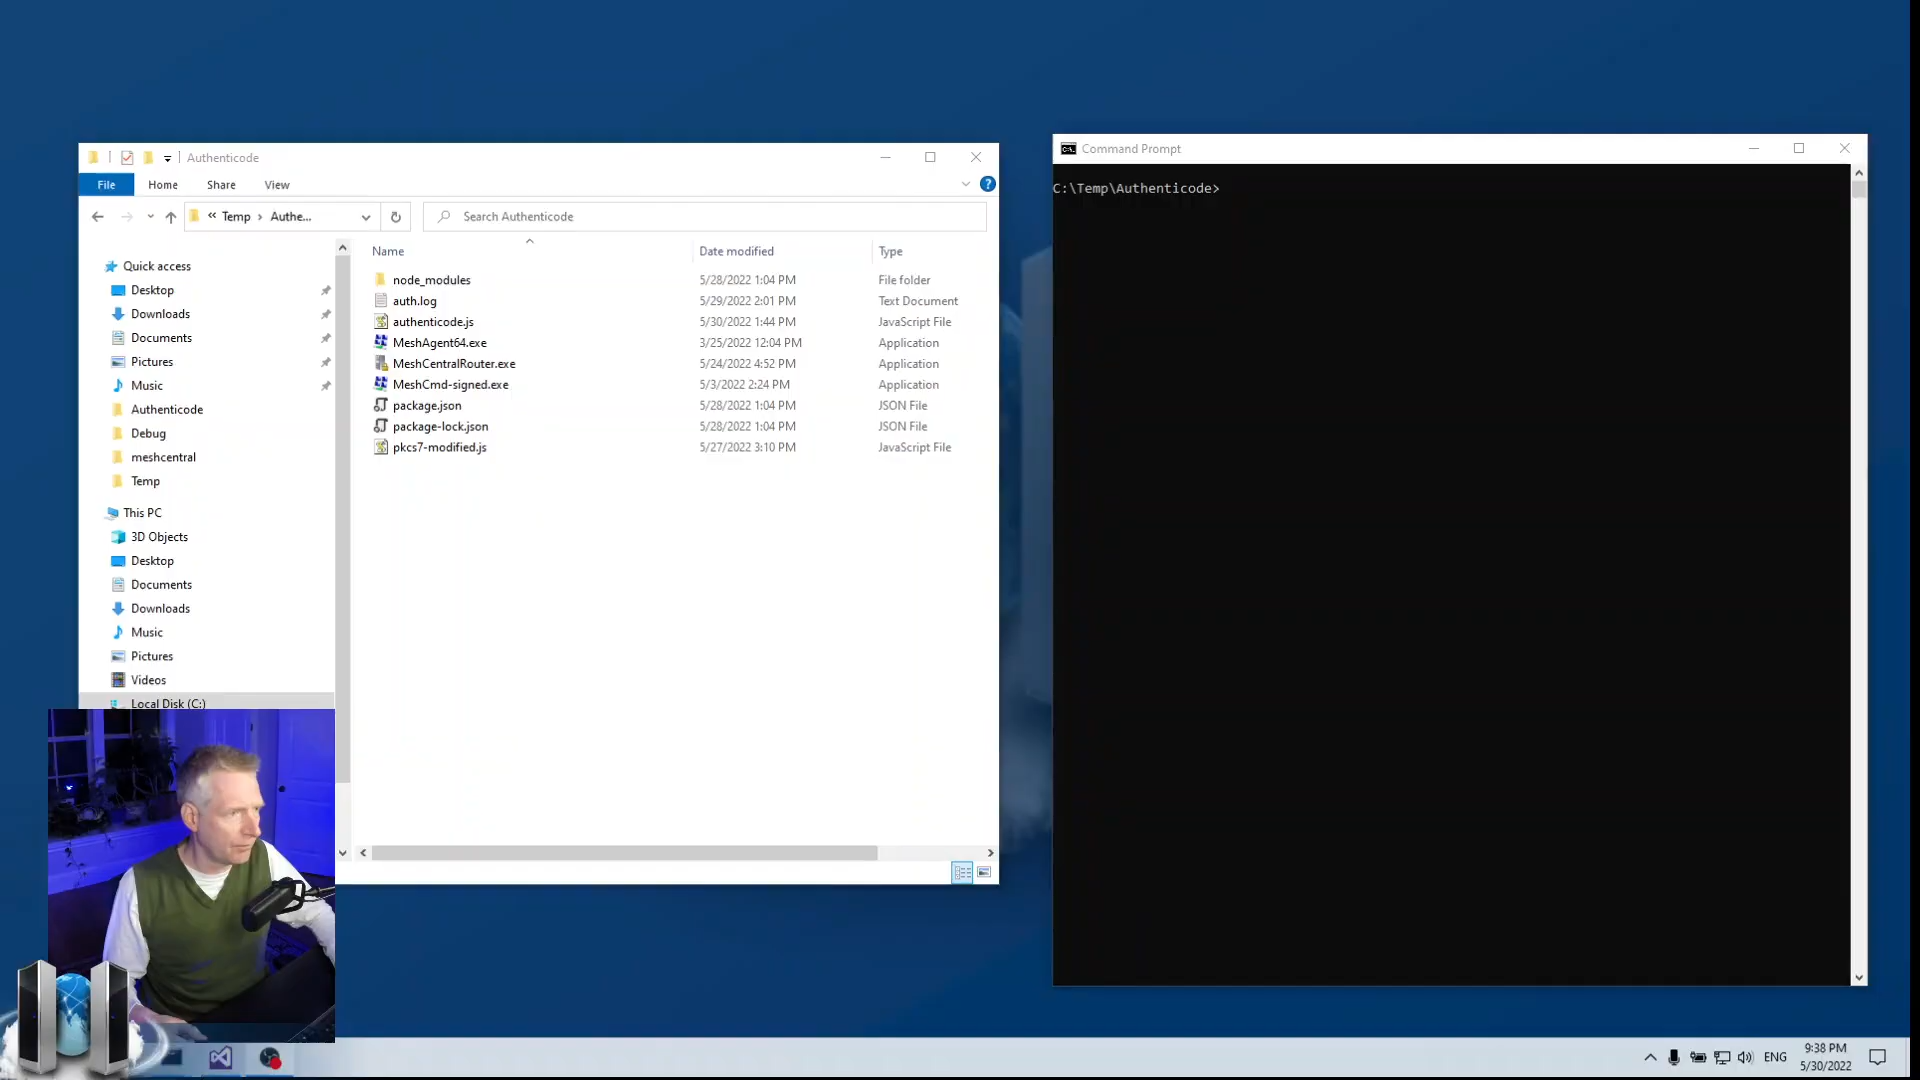 Authenticode
File Home Share View
« Temp › Authe...
Search Authenticode
Name Date modified Type
Quick access
Desktop
Downloads
Documents
Pictures
Music
Authenticode
Debug
meshcentral
Temp
This PC
3D Objects
Desktop
Documents
Downloads
Music
Pictures
Videos
Local Disk (C:)
node_modules 5/28/2022 1:04 PM File folder
auth.log 5/29/2022 2:01 PM Text Document
authenticode.js 5/30/2022 1:44 PM JavaScript File
MeshAgent64.exe 3/25/2022 12:04 PM Application
MeshCentralRouter.exe 5/24/2022 4:52 PM Application
MeshCmd-signed.exe 5/3/2022 2:24 PM Application
package.json 5/28/2022 1:04 PM JSON File
package-lock.json 5/28/2022 1:04 PM JSON File
pkcs7-modified.js 5/27/2022 3:10 PM JavaScript File
Command Prompt
C:\Temp\Authenticode>
ENG
9:38 PM
5/30/2022